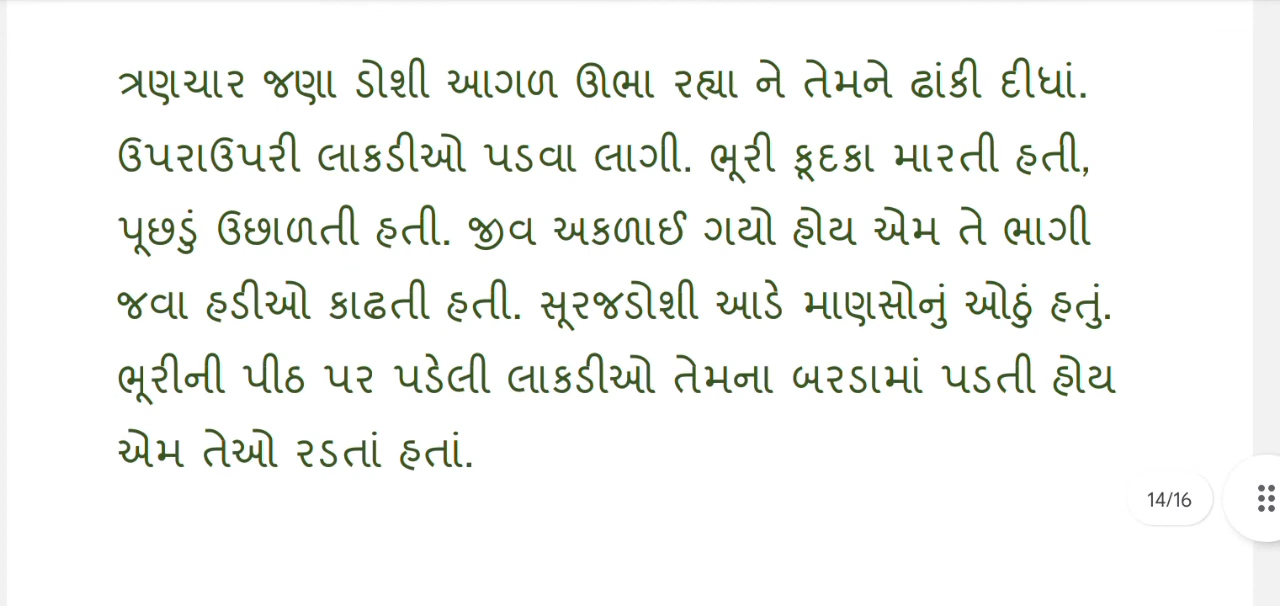 ત્રણચાર જણા ડોશી આગળ ઊભા રહ્યા ને તેમને ઢાંકી દીધાં.
ઉપરાઉપરી લાકડીઓ પડવા લાગી. ભૂરી કૂદકા મારતી હતી,
પૂછડું ઉછાળતી હતી. જીવ અકળાઈ ગયો હોય એમ તે ભાગી
જવા હડીઓ કાઢતી હતી. સૂરજડોશી આડે માણસોનું ઓઠું હતું.
ભૂરીની પીઠ પર પડેલી લાકડીઓ તેમના બરડામાં પડતી હોય
એમ તેઓ રડતાં હતાં.
14/16